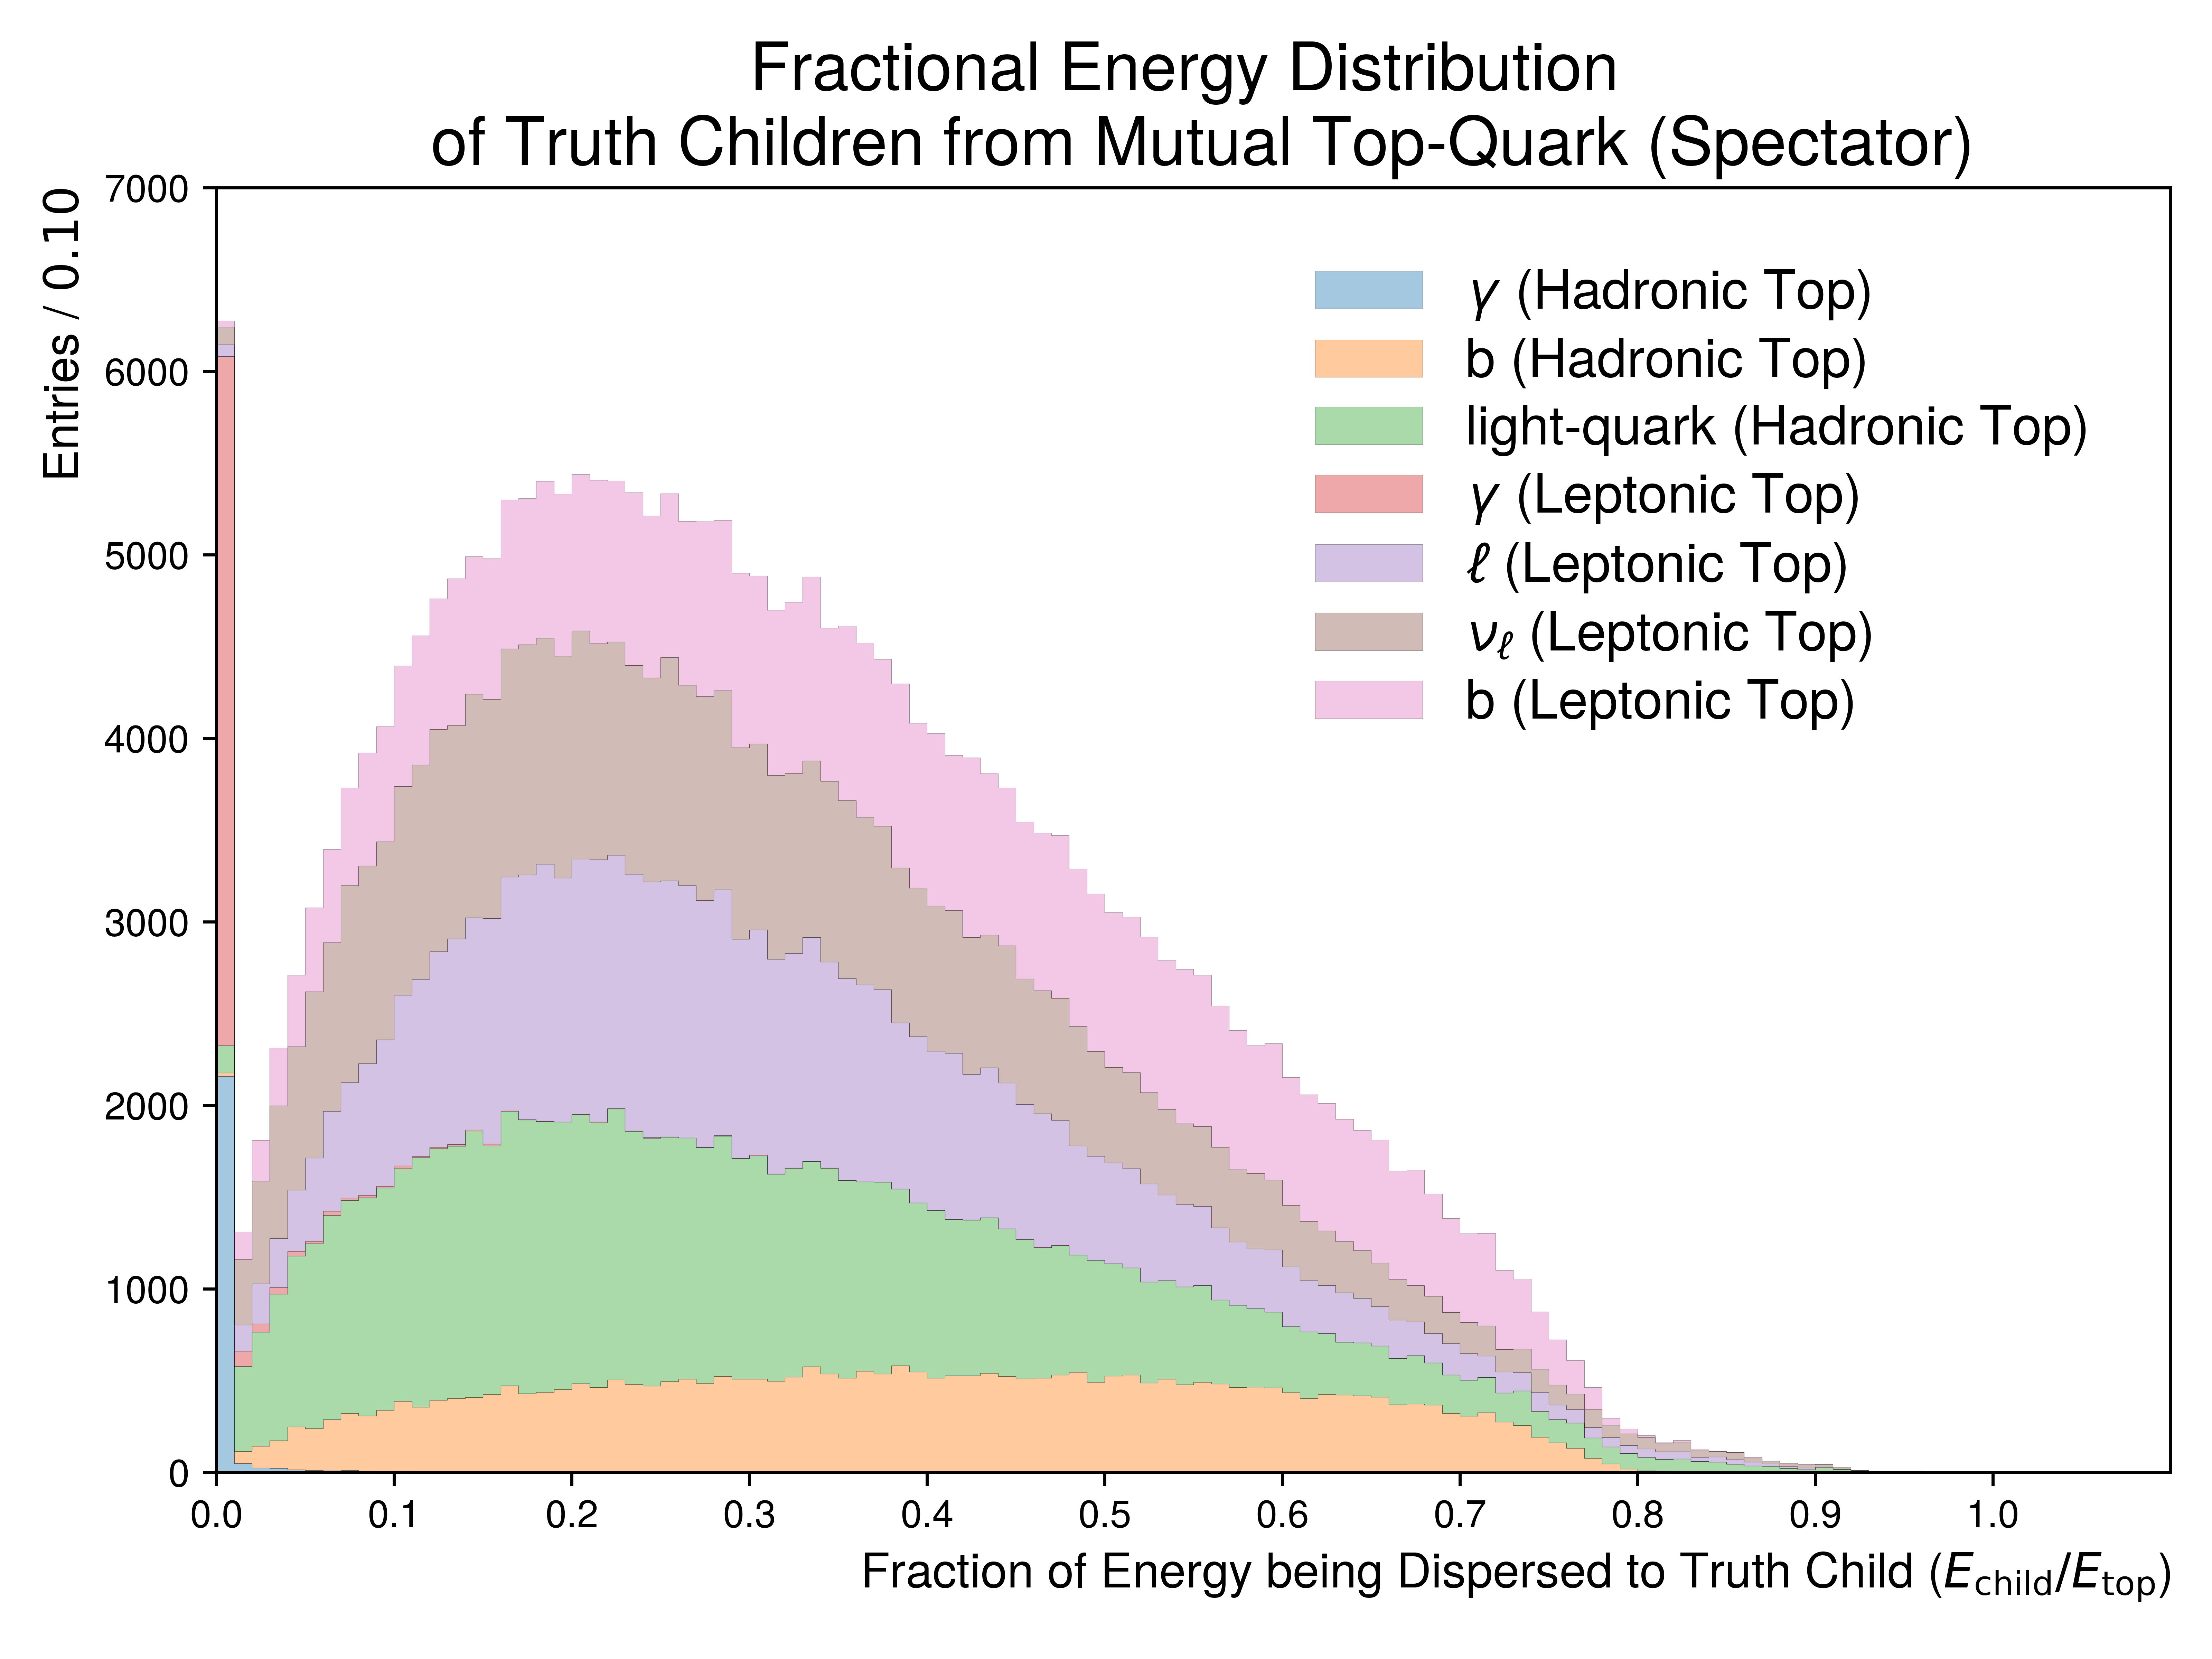 Fractional Energy Distribution
of Truth Children from Mutual Top-Quark (Spectator)
Entries / 0.10
7000
6000
5000
4000
3000
2000
1000
0
γ (Hadronic Top)
b (Hadronic Top)
light-quark (Hadronic Top)
γ (Leptonic Top)
ℓ (Leptonic Top)
νℓ (Leptonic Top)
b (Leptonic Top)
0.0 0.1 0.2 0.3 0.4 0.5 0.6 0.7 0.8 0.9 1.0
Fraction of Energy being Dispersed to Truth Child (Echild/Etop)